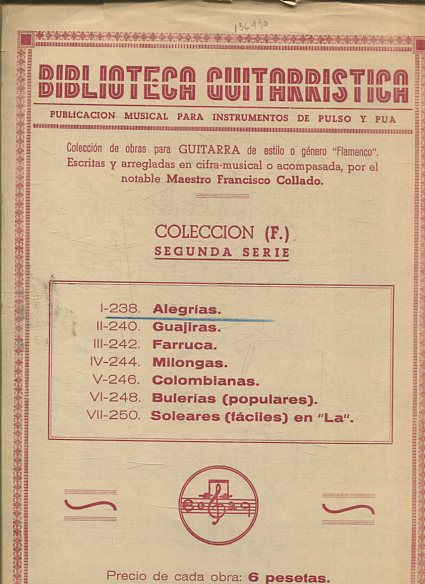 136190
BIBLIOTECA GUITARRISTICA
PUBLICACION MUSICAL PARA INSTRUMENTOS DE PULSO Y PUA
Colección de obras para GUITARRA de estilo o género "Flamenco".
Escritas y arregladas en cifra-musical o acompasada, por el
notable Maestro Francisco Collado.
COLECCION (F.)
SEGUNDA SERIE
I-238. Alegrías.
II-240. Guajiras.
III-242. Farruca.
IV-244. Milongas.
V-246. Colombianas.
VI-248. Bulerías (populares).
VII-250. Soleares (fáciles) en "La".
Precio de cada obra: 6 pesetas.